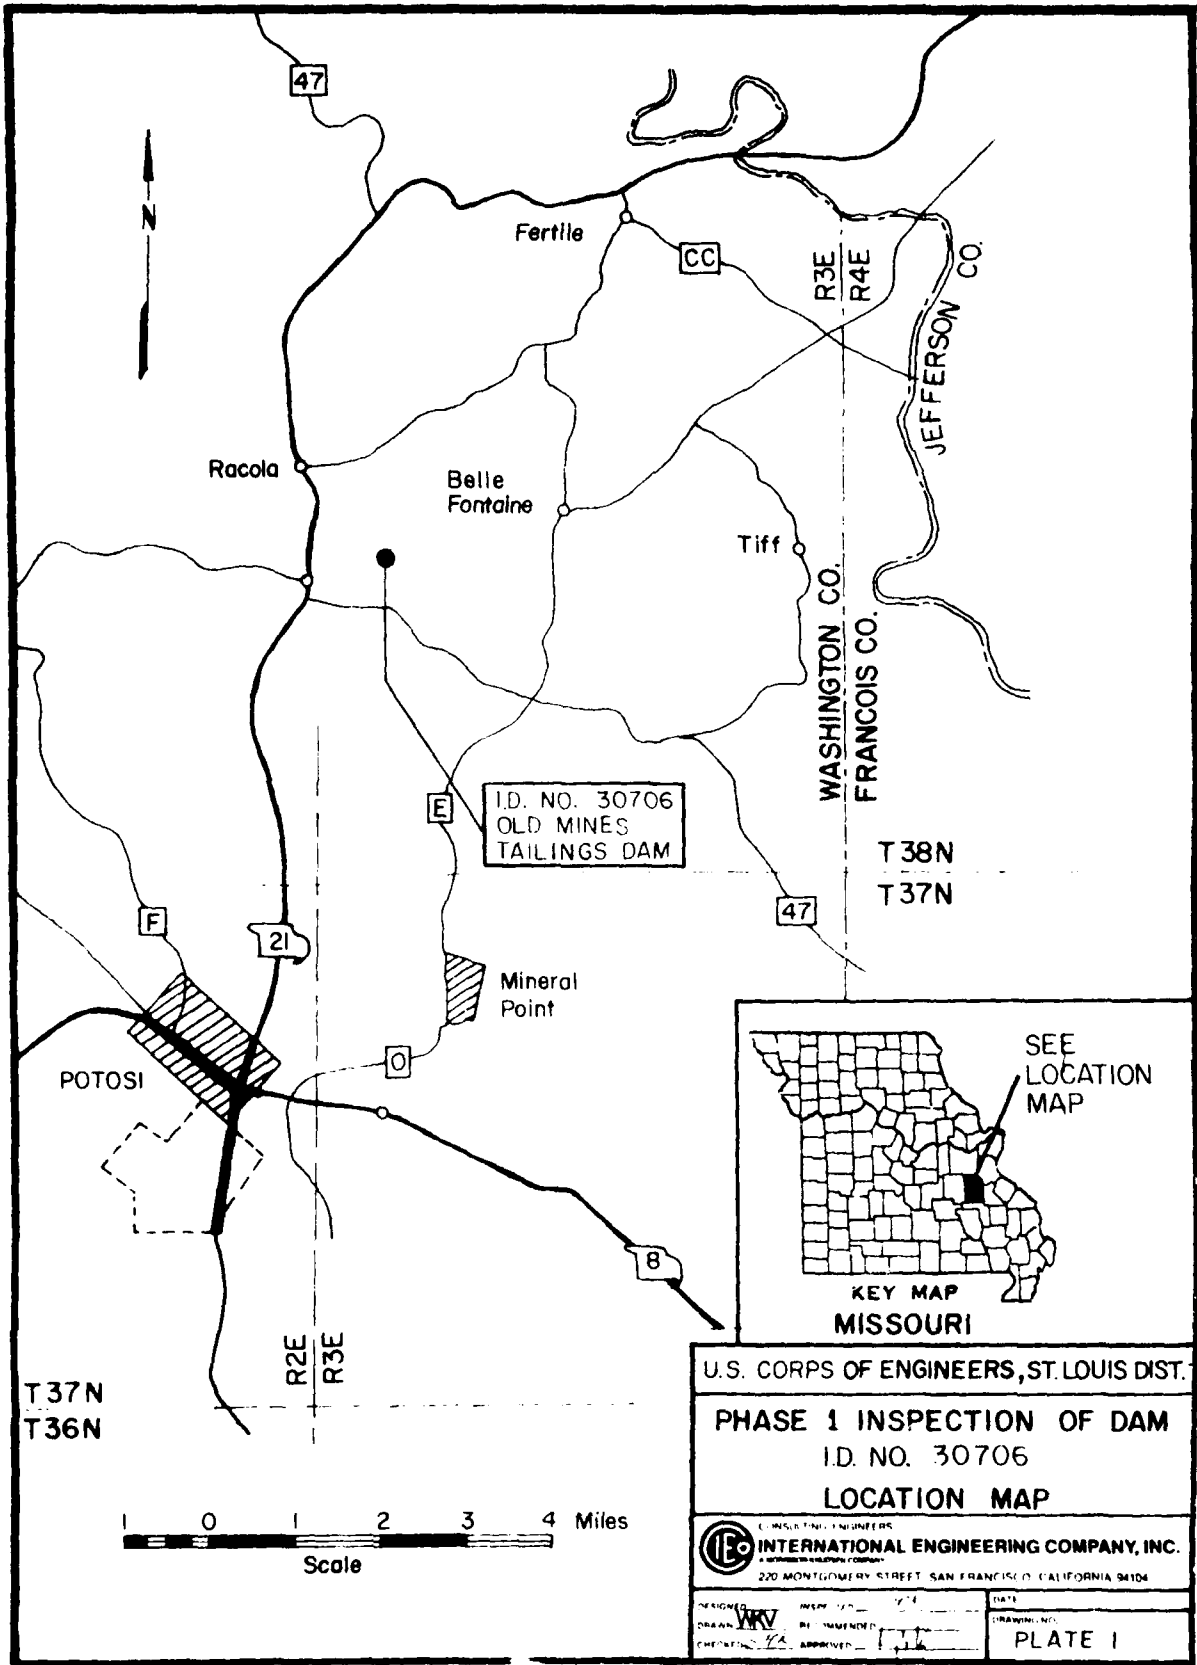 47
N
Fertile
CC
R3E
R4E
JEFFERSON CO.
Racola
Belle
Fontaine
Tiff
WASHINGTON CO.
FRANCOIS CO.
E
I.D. NO. 30706
OLD MINES
TAILINGS DAM
T38N
T37N
F
21
47
Mineral
Point
O
POTOSI
SEE
LOCATION
MAP
8
KEY MAP
MISSOURI
R2E
R3E
T37N
T36N
U.S. CORPS OF ENGINEERS, ST. LOUIS DIST.
PHASE 1 INSPECTION OF DAM
I.D. NO. 30706
LOCATION MAP
1 0 1 2 3 4 Miles
Scale
CONSULTING ENGINEERS
IECO
INTERNATIONAL ENGINEERING COMPANY, INC.
220 MONTGOMERY STREET SAN FRANCISCO, CALIFORNIA 94104
DESIGNED
DATE
DRAWN WKV RECOMMENDED
DRAWING NO.
CHECKED APPROVED
PLATE 1